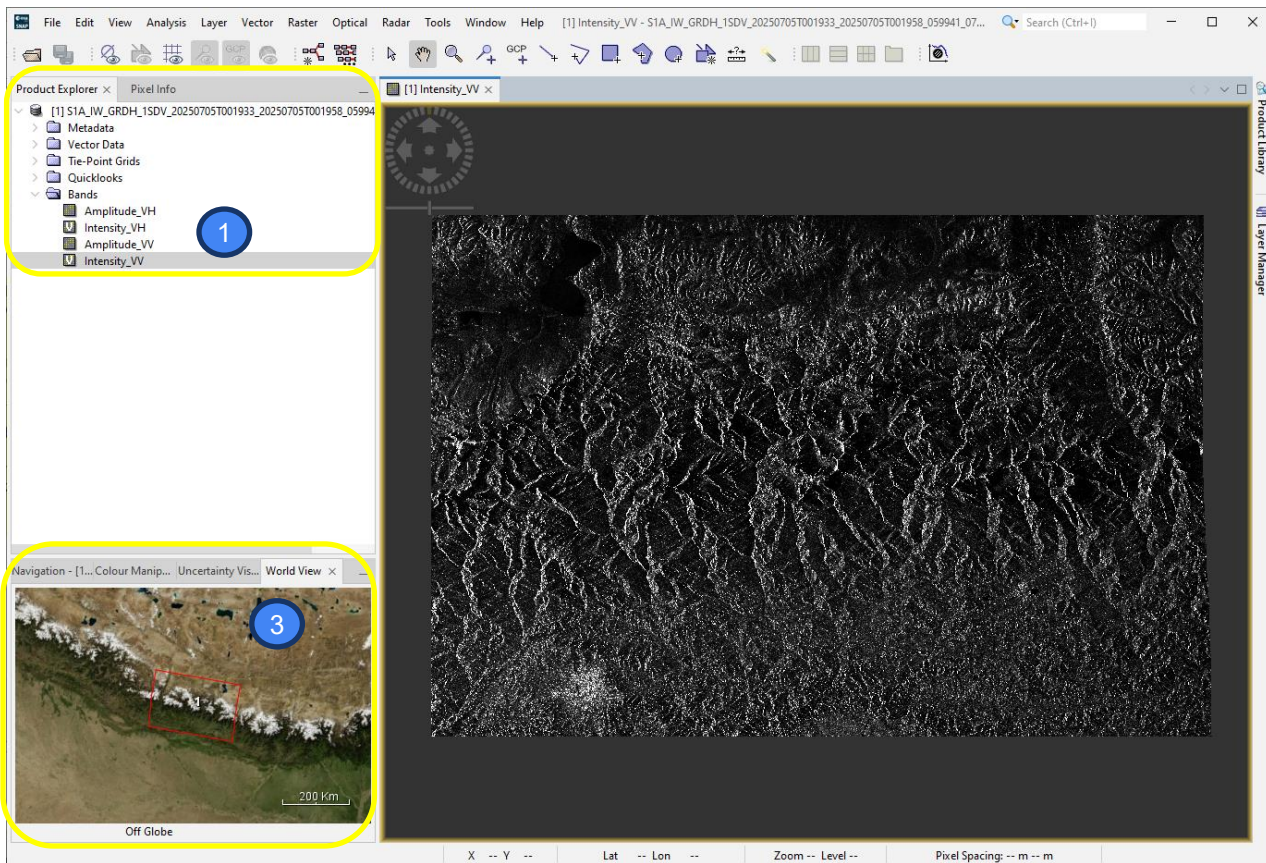 File Edit View Analysis Layer Vector Raster Optical Radar Tools Window Help [1] Intensity_VV - S1A_IW_GRDH_1SDV_20250705T001933_20250705T001958_059941_07... Search (Ctrl+I)
GCP GCP
Product Explorer × Pixel Info
[1] S1A_IW_GRDH_1SDV_20250705T001933_20250705T001958_05994
Metadata
Vector Data
Tie-Point Grids
Quicklooks
Bands
Amplitude_VH
Intensity_VH
Amplitude_VV
Intensity_VV
1
[1] Intensity_VV ×
Product Library
Layer Manager
Navigation - [1... Colour Manip... Uncertainty Vis... World View ×
3
1
200 Km
Off Globe
X -- Y -- Lat -- Lon -- Zoom -- Level -- Pixel Spacing: -- m -- m